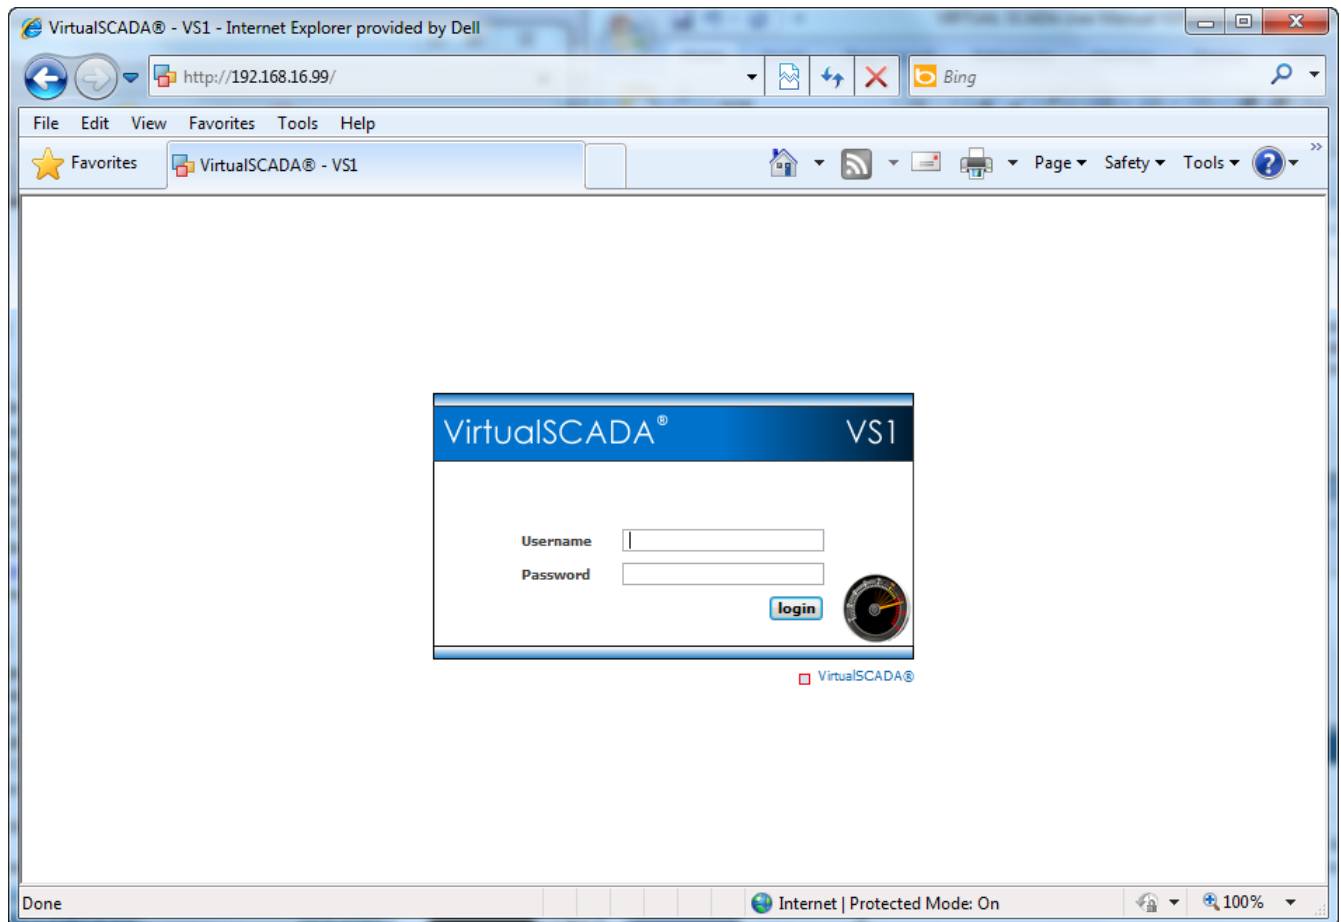 VirtualSCADA® - VS1 - Internet Explorer provided by Dell
http://192.168.16.99/
Bing
File Edit View Favorites Tools Help
Favorites VirtualSCADA® - VS1 Page Safety Tools
VirtualSCADA® VS1
Username
Password
login
VirtualSCADA®
Done Internet | Protected Mode: On 100%